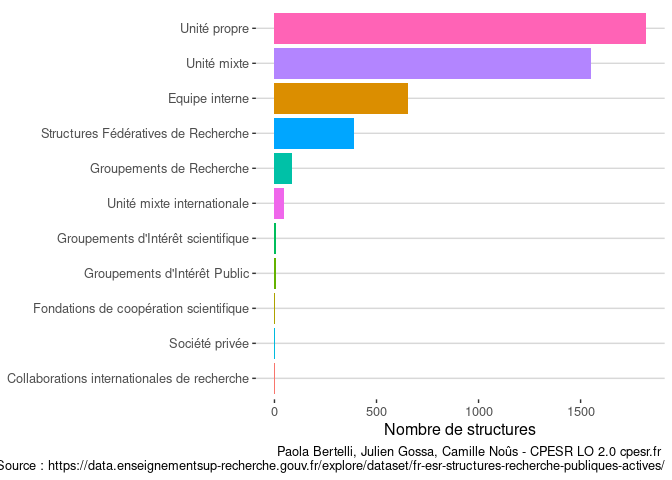 Unité propre
Unité mixte
Equipe interne
Structures Fédératives de Recherche
Groupements de Recherche
Unité mixte internationale
Groupements d'Intérêt scientifique
Groupements d'Intérêt Public
Fondations de coopération scientifique
Société privée
Collaborations internationales de recherche
0 500 1000 1500
Nombre de structures
Paola Bertelli, Julien Gossa, Camille Noûs - CPESR LO 2.0 cpesr.fr
Source : https://data.enseignementsup-recherche.gouv.fr/explore/dataset/fr-esr-structures-recherche-publiques-actives/